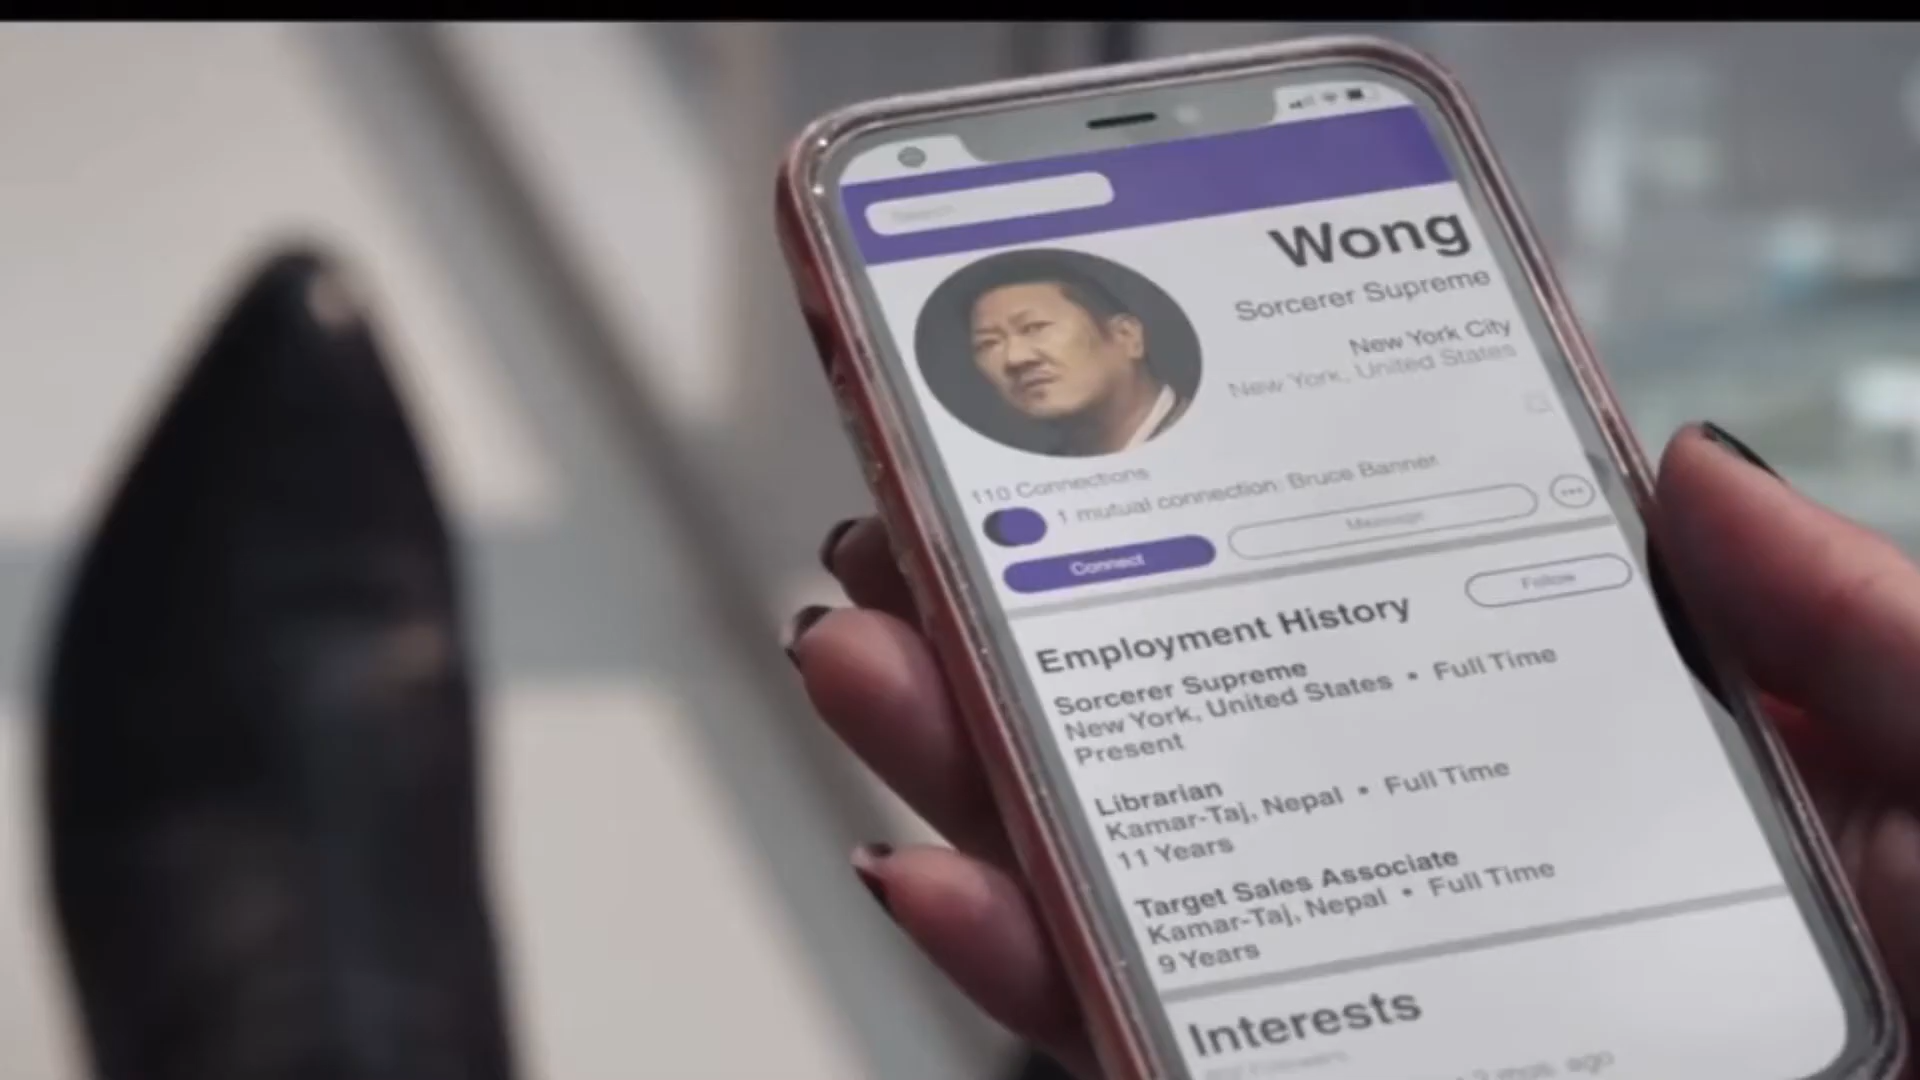 Search
Wong
Sorcerer Supreme
New York City
New York, United States
110 Connections
1 mutual connection: Bruce Banner
Connect
Message
Follow
Employment History
Sorcerer Supreme
New York, United States • Full Time
Present
Librarian
Kamar-Taj, Nepal • Full Time
11 Years
Target Sales Associate
Kamar-Taj, Nepal • Full Time
9 Years
Interests
ago